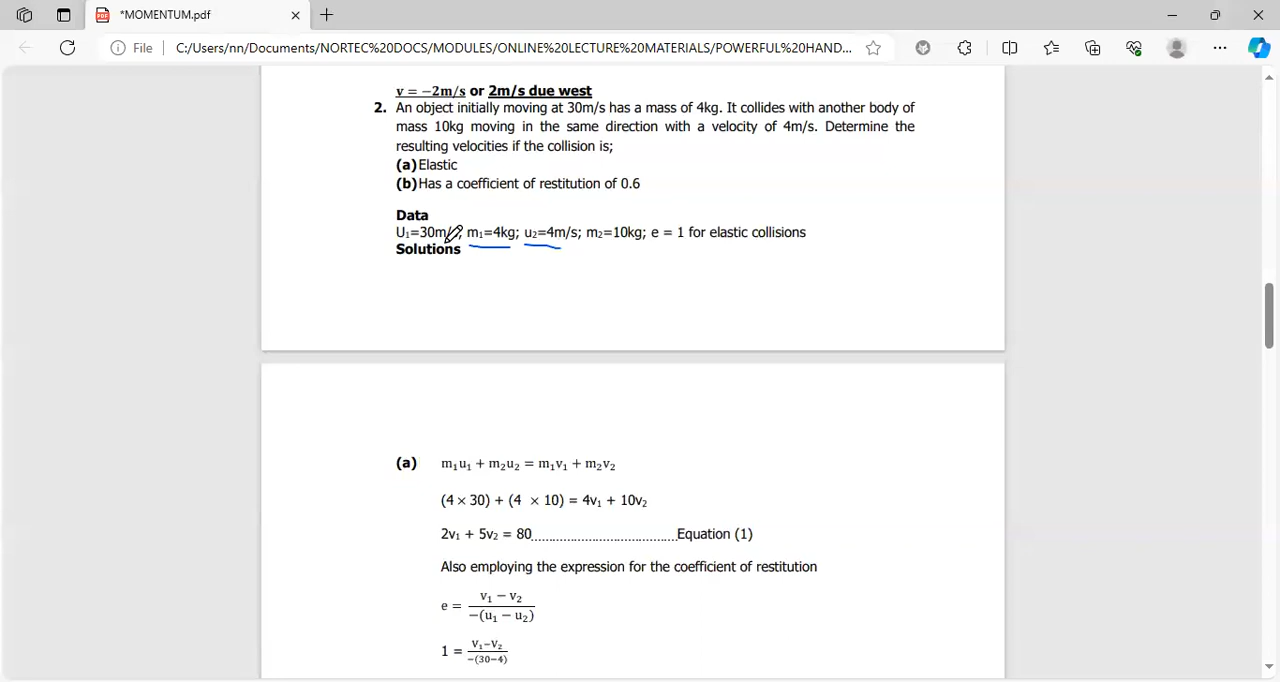 *MOMENTUM.pdf
File
C:/Users/nn/Documents/NORTEC%20DOCS/MODULES/ONLINE%20LECTURE%20MATERIALS/POWERFUL%20HAND...
v = −2m/s or 2m/s due west
2. An object initially moving at 30m/s has a mass of 4kg. It collides with another body of
mass 10kg moving in the same direction with a velocity of 4m/s. Determine the
resulting velocities if the collision is;
(a) Elastic
(b) Has a coefficient of restitution of 0.6
Data
U₁=30m/s; m₁=4kg; u₂=4m/s; m₂=10kg; e = 1 for elastic collisions
Solutions
(a) m₁u₁ + m₂u₂ = m₁v₁ + m₂v₂
(4 × 30) + (4 × 10) = 4v₁ + 10v₂
2v₁ + 5v₂ = 80.......................................Equation (1)
Also employing the expression for the coefficient of restitution
e = v₁ − v₂ / −(u₁ − u₂)
1 = V₁−V₂ / −(30−4)